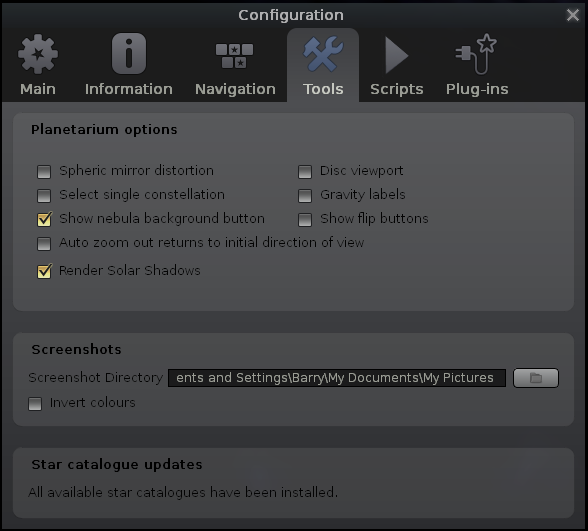 Configuration
Main Information Navigation Tools Scripts Plug-ins
Planetarium options
Spheric mirror distortion Disc viewport
Select single constellation Gravity labels
Show nebula background button Show flip buttons
Auto zoom out returns to initial direction of view
Render Solar Shadows
Screenshots
Screenshot Directory ents and Settings\Barry\My Documents\My Pictures
Invert colours
Star catalogue updates
All available star catalogues have been installed.